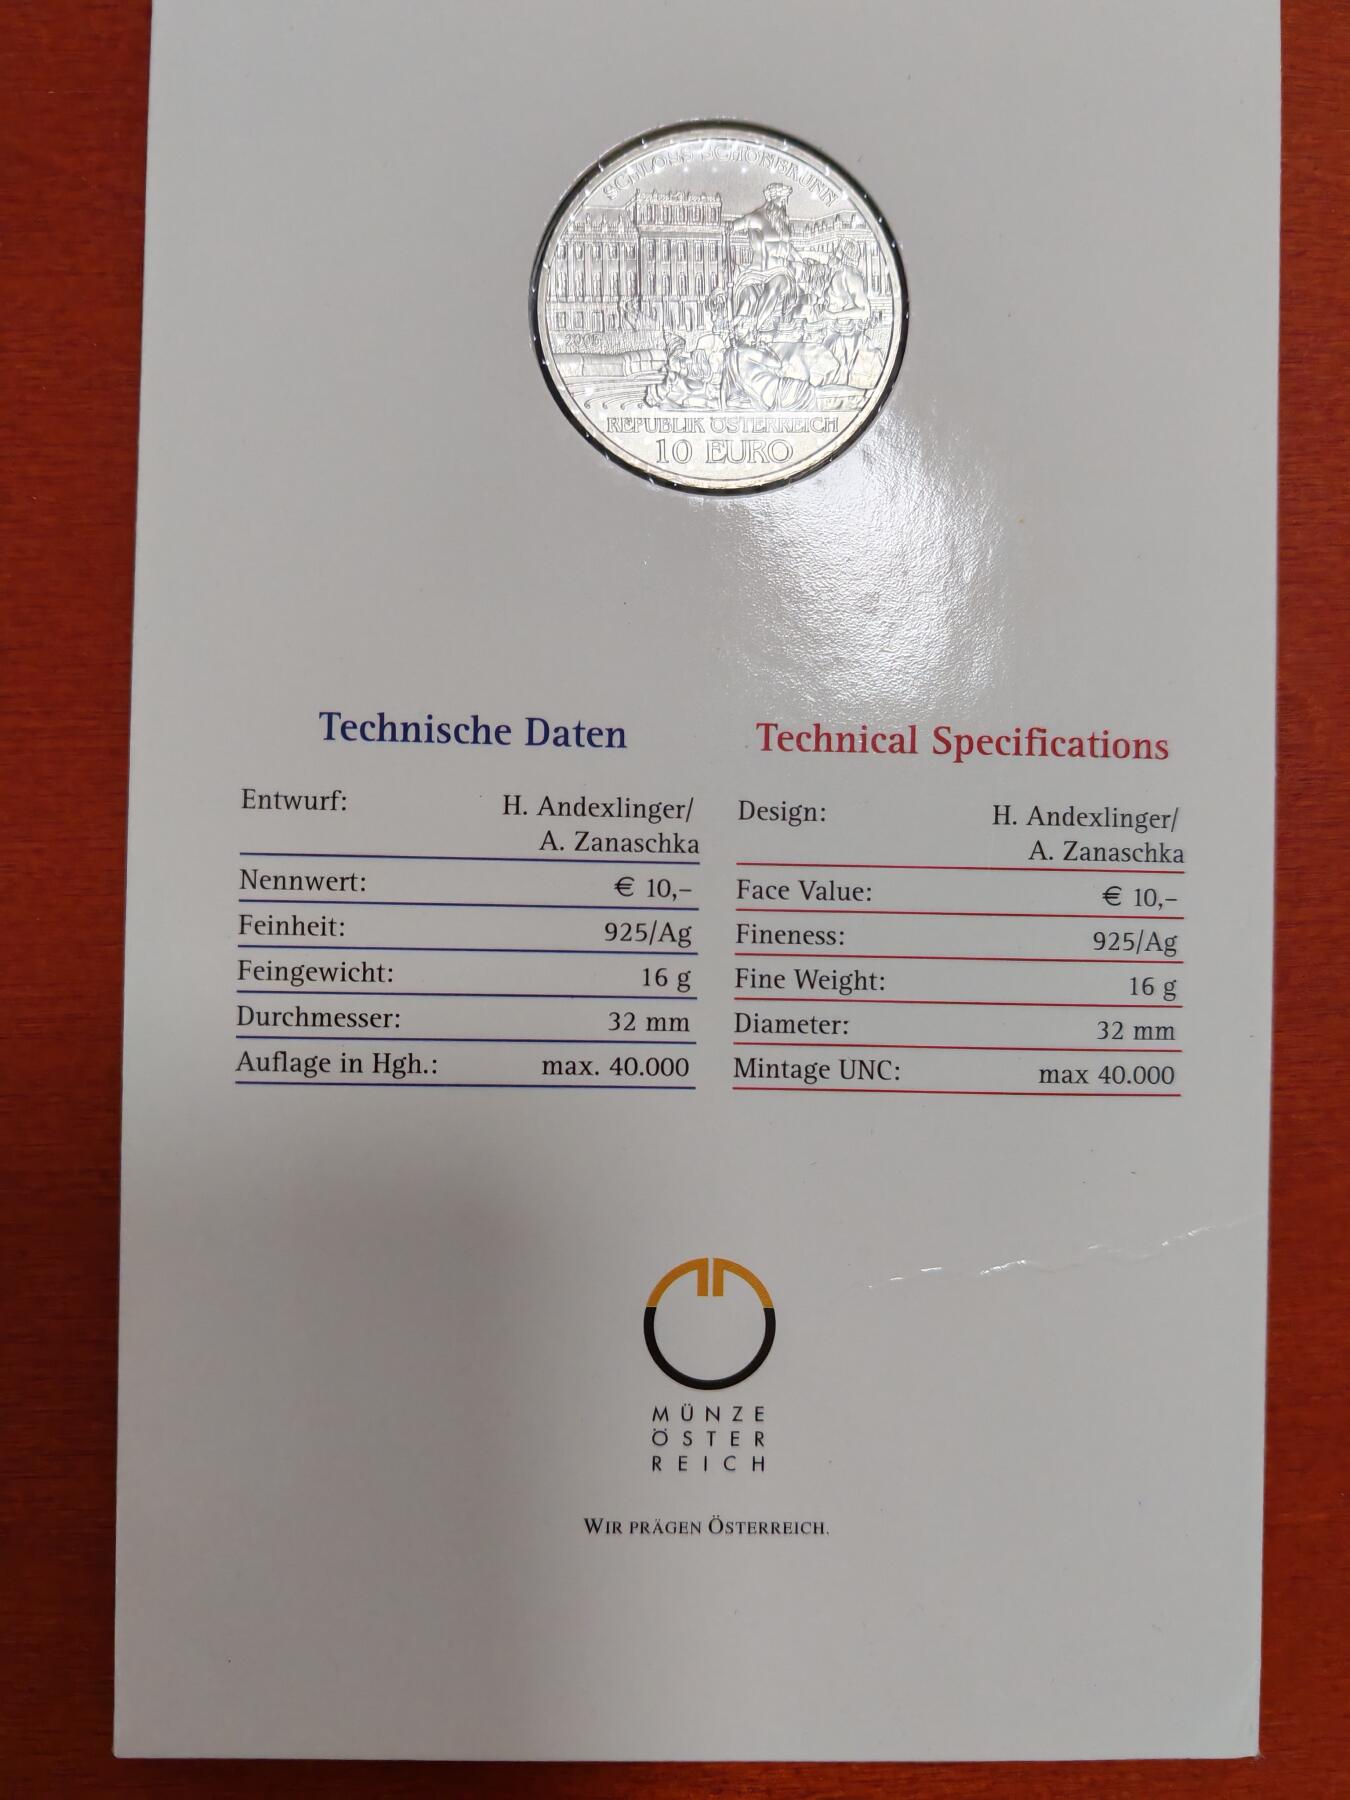 SCHLOSS SCHÖNBRUNN
REPUBLIK ÖSTERREICH
10 EURO
Technische Daten
Entwurf: H. Andexlinger/
A. Zanaschka
Nennwert: € 10,–
Feinheit: 925/Ag
Feingewicht: 16 g
Durchmesser: 32 mm
Auflage in Hgh.: max. 40.000
Technical Specifications
Design: H. Andexlinger/
A. Zanaschka
Face Value: € 10,–
Fineness: 925/Ag
Fine Weight: 16 g
Diameter: 32 mm
Mintage UNC: max 40.000
MÜNZE
ÖSTER
REICH
WIR PRÄGEN ÖSTERREICH.